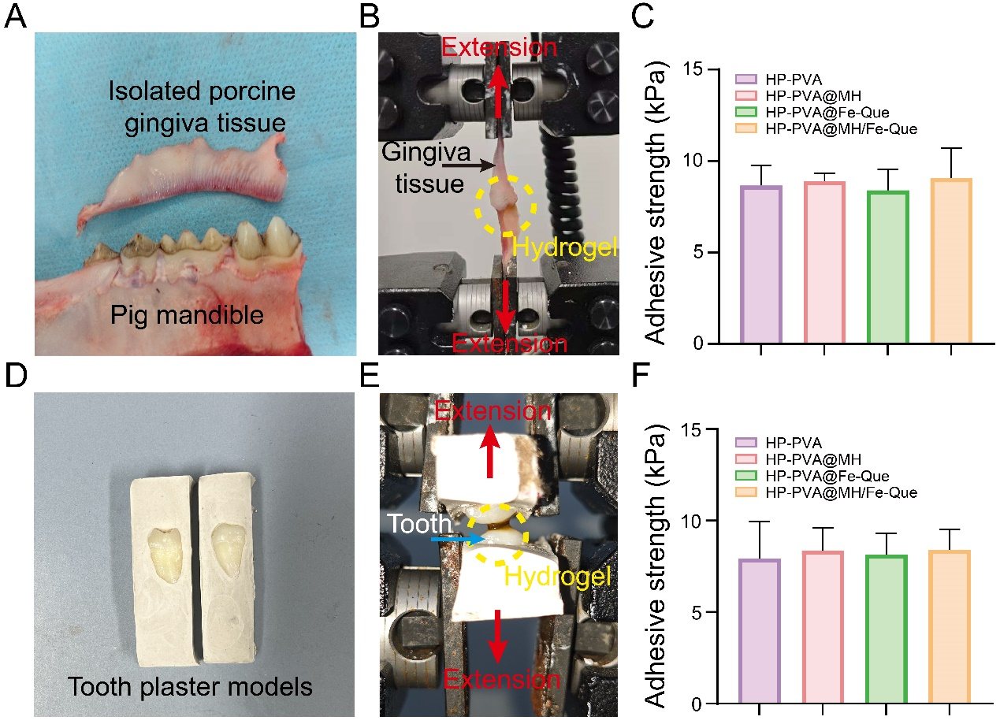 A
Isolated porcine
gingiva tissue
Pig mandible
B
Extension
Gingiva
tissue
Hydrogel
Extension
C
Adhesive strength (kPa)
15
10
5
0
HP-PVA
HP-PVA@MH
HP-PVA@Fe-Que
HP-PVA@MH/Fe-Que
D
Tooth plaster models
E
Extension
Tooth
Hydrogel
Extension
F
Adhesive strength (kPa)
15
10
5
0
HP-PVA
HP-PVA@MH
HP-PVA@Fe-Que
HP-PVA@MH/Fe-Que